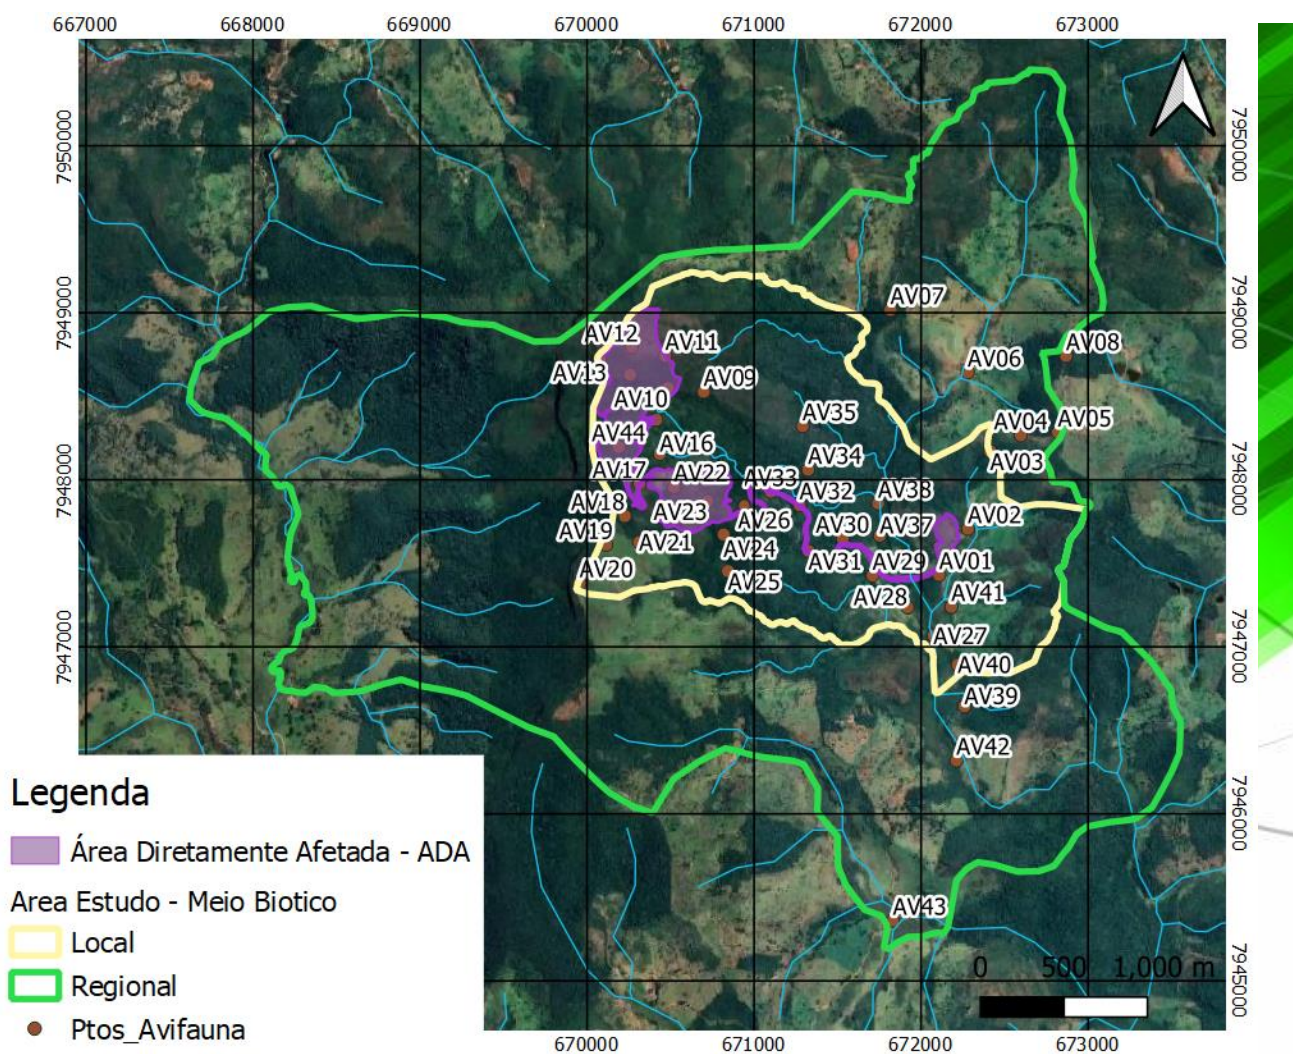 667000 668000 669000 670000 671000 672000 673000
7950000 7950000
7949000 7949000
7948000 7948000
7947000 7947000
7946000
7945000
AV07
AV12 AV11 AV08
AV06
AV13 AV09
AV10
AV35 AV04 AV05
AV44 AV16
AV34 AV03
AV17 AV22 AV33
AV32 AV38
AV18 AV23 AV26 AV02
AV19 AV21 AV30 AV37
AV24
AV20 AV31 AV29 AV01
AV25
AV28 AV41
AV27
AV40
AV39
AV42
AV43
0 500 1,000 m
670000 671000 672000 673000
Legenda
Área Diretamente Afetada - ADA
Area Estudo - Meio Biotico
Local
Regional
Ptos_Avifauna